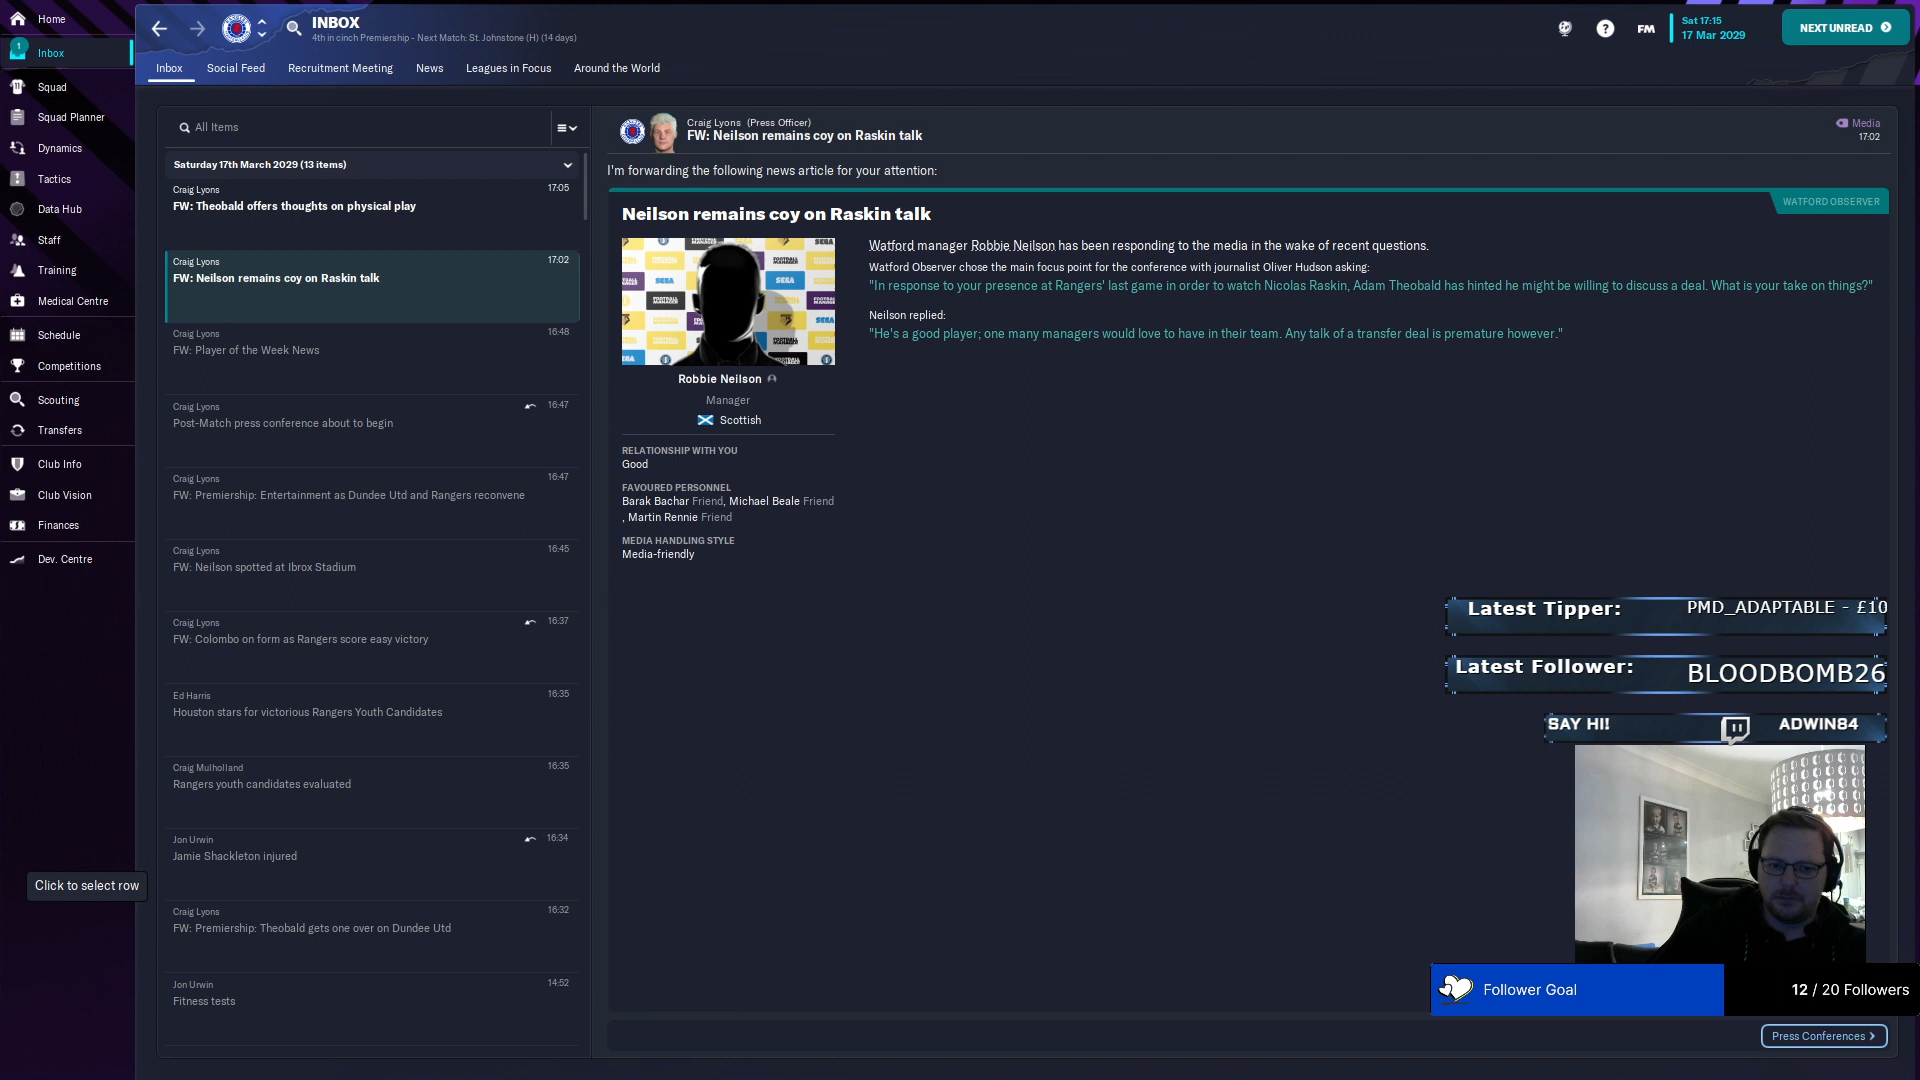 Home
INBOX
4th in cinch Premiership - Next Match: St. Johnstone (H) (14 days)
FM
Sat 17:15
17 Mar 2029
NEXT UNREAD
1
Inbox
Inbox
Social Feed
Recruitment Meeting
News
Leagues in Focus
Around the World
Squad
Squad Planner
Dynamics
Tactics
Data Hub
Staff
Training
Medical Centre
Schedule
Competitions
Scouting
Transfers
Club Info
Club Vision
Finances
Dev. Centre
Click to select row
All Items
Saturday 17th March 2029 (13 items)
Craig Lyons 17:05
FW: Theobald offers thoughts on physical play
Craig Lyons 17:02
FW: Neilson remains coy on Raskin talk
Craig Lyons 16:48
FW: Player of the Week News
Craig Lyons 16:47
Post-Match press conference about to begin
Craig Lyons 16:47
FW: Premiership: Entertainment as Dundee Utd and Rangers reconvene
Craig Lyons 16:45
FW: Neilson spotted at Ibrox Stadium
Craig Lyons 16:37
FW: Colombo on form as Rangers score easy victory
Ed Harris 16:35
Houston stars for victorious Rangers Youth Candidates
Craig Mulholland 16:35
Rangers youth candidates evaluated
Jon Urwin 16:34
Jamie Shackleton injured
Craig Lyons 16:32
FW: Premiership: Theobald gets one over on Dundee Utd
Jon Urwin 14:52
Fitness tests
Craig Lyons (Press Officer)
FW: Neilson remains coy on Raskin talk
Media
17:02
I'm forwarding the following news article for your attention:
WATFORD OBSERVER
Neilson remains coy on Raskin talk
Watford manager Robbie Neilson has been responding to the media in the wake of recent questions.
Watford Observer chose the main focus point for the conference with journalist Oliver Hudson asking:
"In response to your presence at Rangers' last game in order to watch Nicolas Raskin, Adam Theobald has hinted he might be willing to discuss a deal. What is your take on things?"
Neilson replied:
"He's a good player; one many managers would love to have in their team. Any talk of a transfer deal is premature however."
Robbie Neilson
Manager
Scottish
RELATIONSHIP WITH YOU
Good
FAVOURED PERSONNEL
Barak Bachar Friend, Michael Beale Friend
, Martin Rennie Friend
MEDIA HANDLING STYLE
Media-friendly
Latest Tipper: PMD_ADAPTABLE - £10
Latest Follower: BLOODBOMB26
SAY HI! ADWIN84
Follower Goal
12 / 20 Followers
Press Conferences